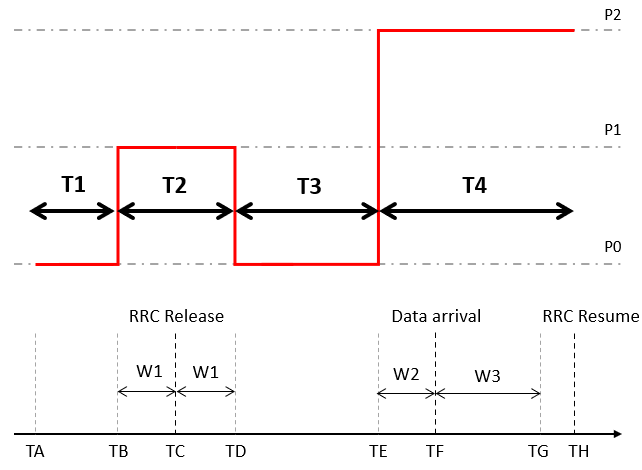 P2
P1
T1 T2 T3 T4
P0
RRC Release Data arrival RRC Resume
W1 W1 W2 W3
TA TB TC TD TE TF TG TH